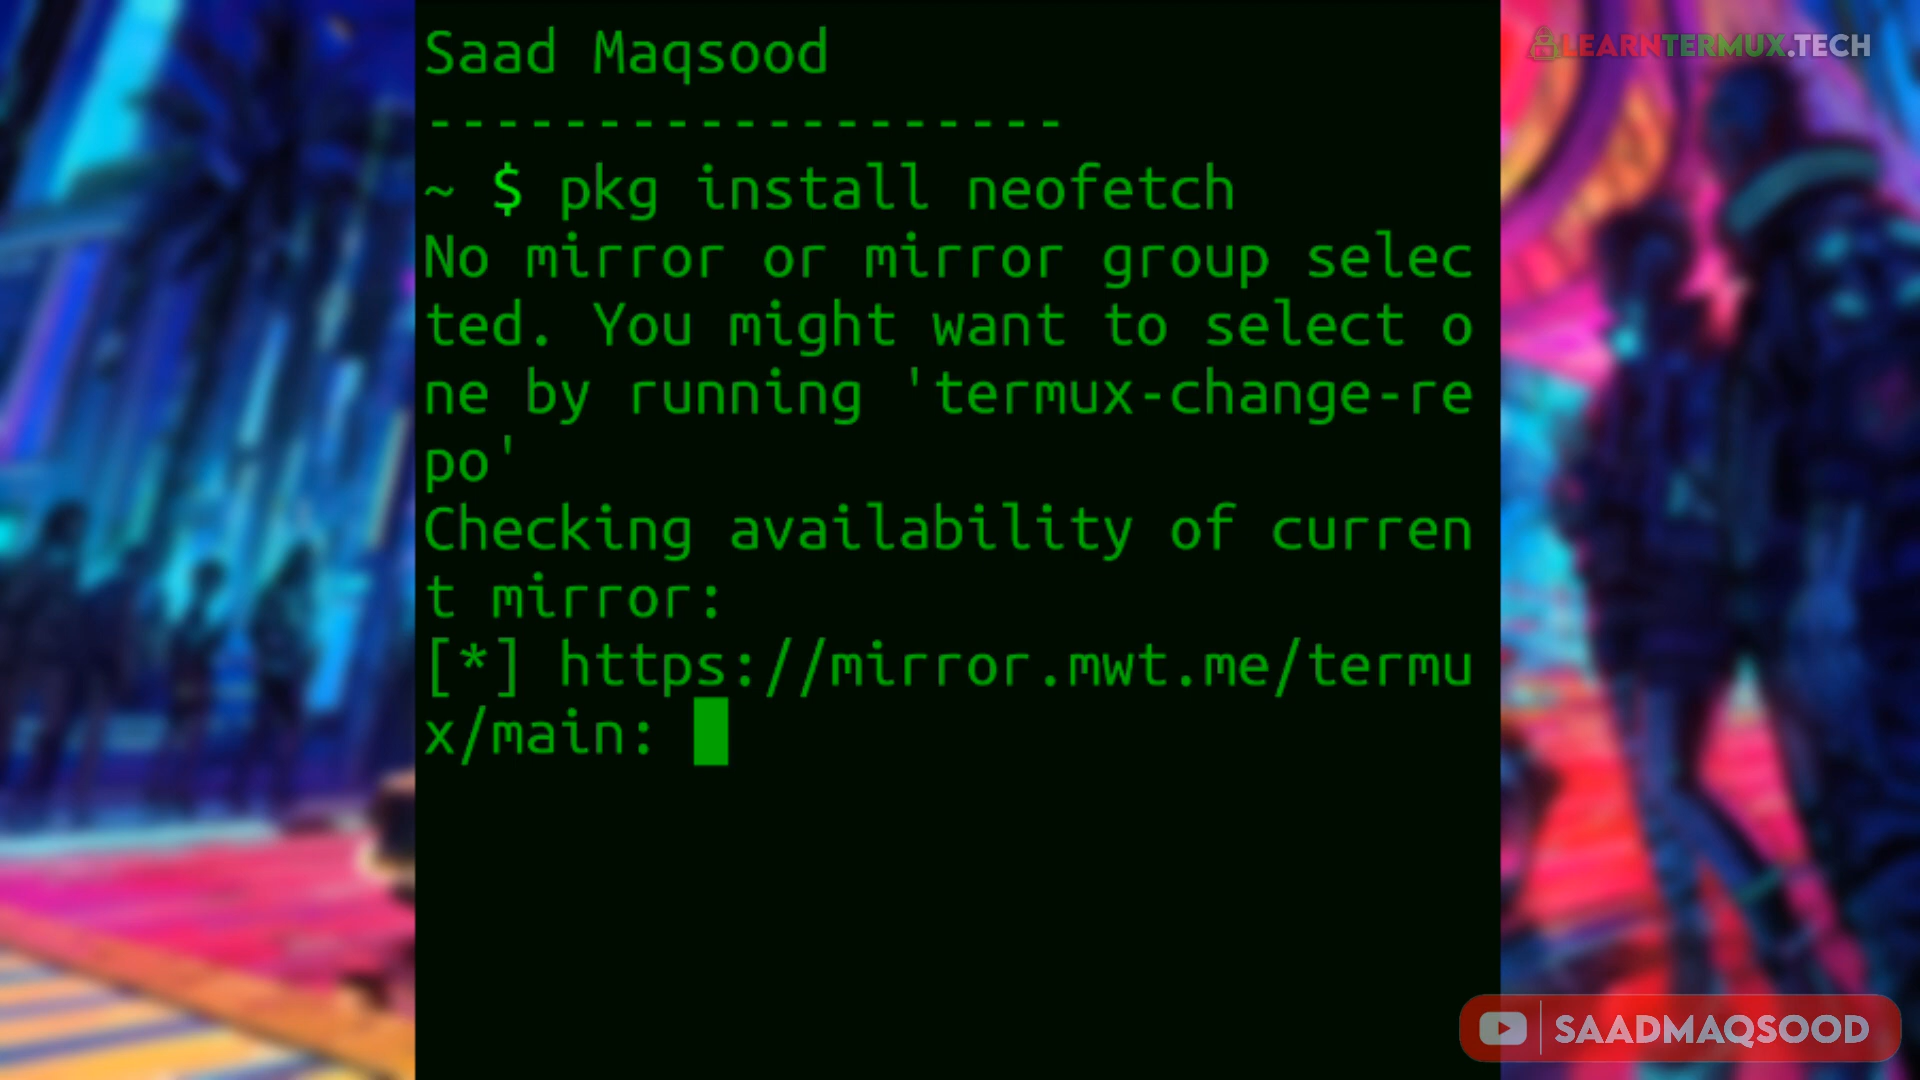 Saad Maqsood
-------------------
~ $ pkg install neofetch
No mirror or mirror group selec
ted. You might want to select o
ne by running 'termux-change-re
po'
Checking availability of curren
t mirror:
[*] https://mirror.mwt.me/termu
x/main:
LEARNTERMUX.TECH
SAADMAQSOOD